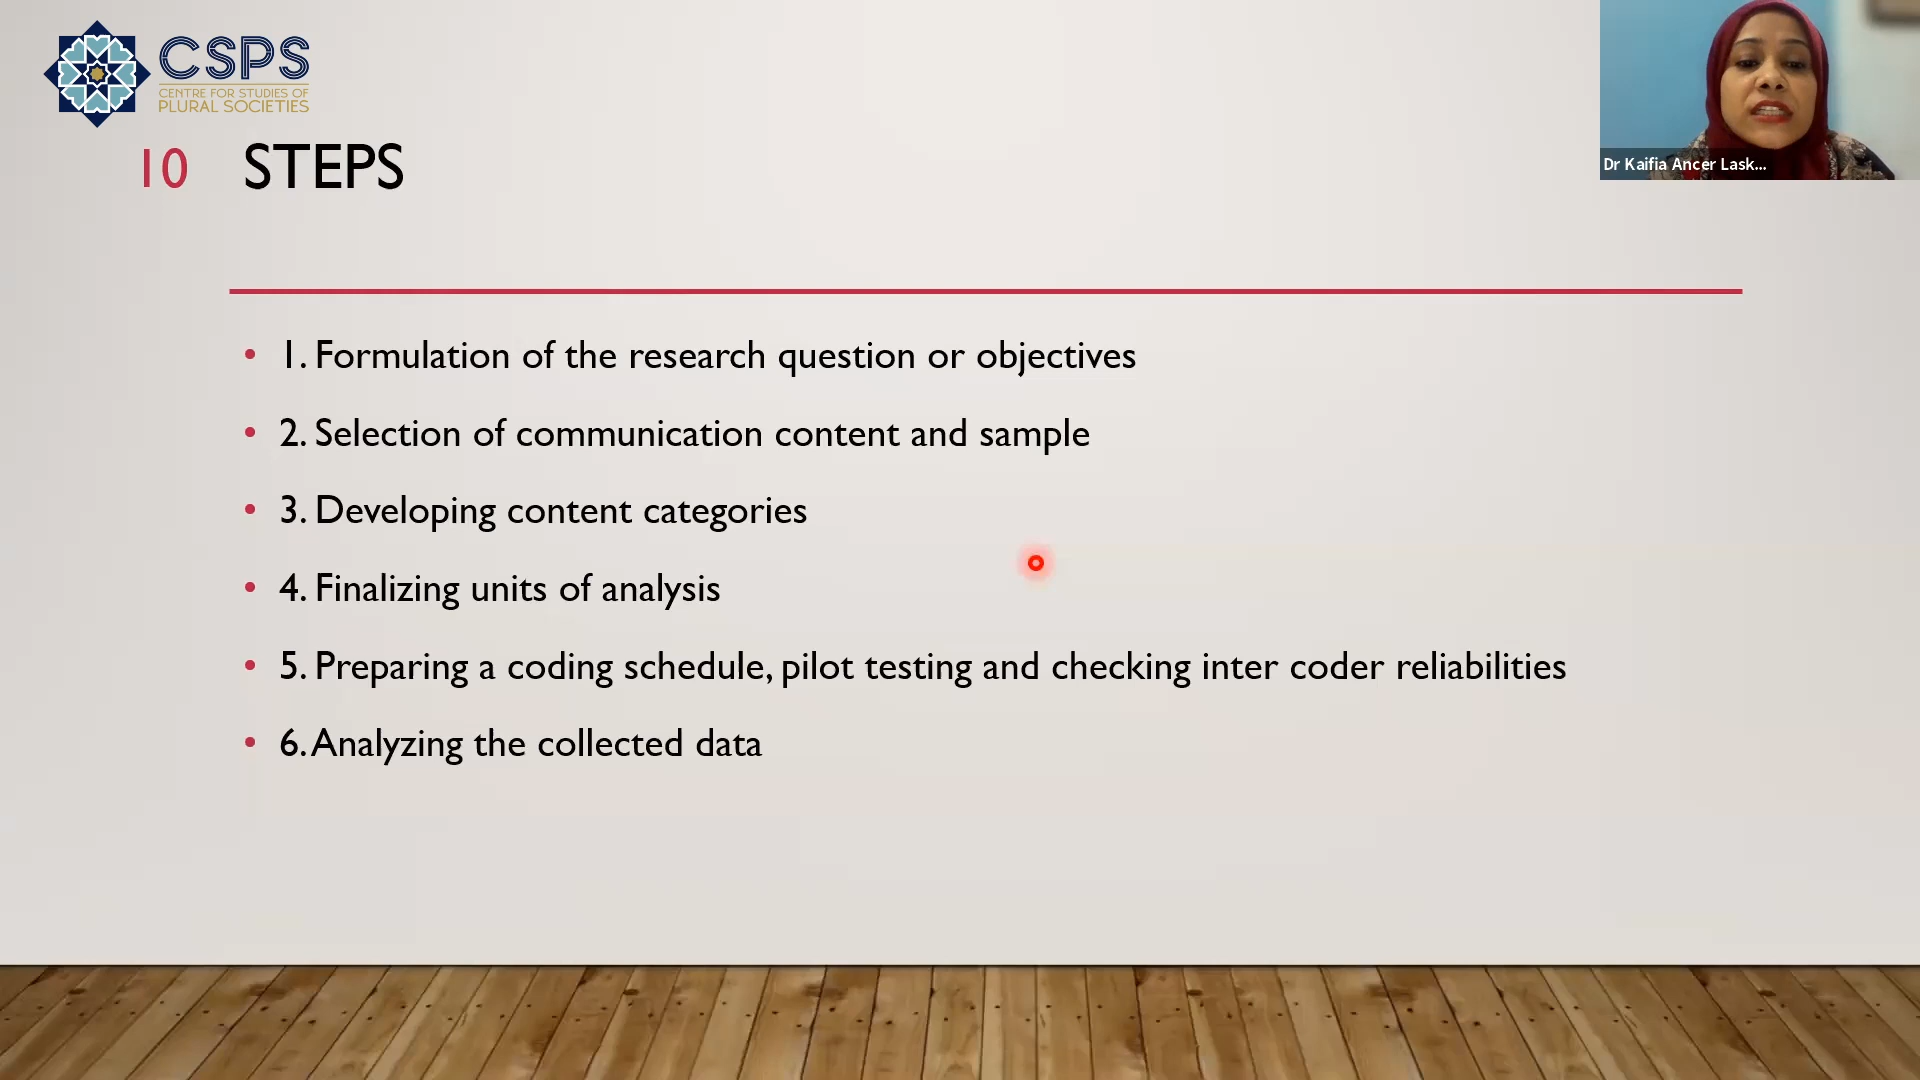 CSPS
CENTRE FOR STUDIES OF
PLURAL SOCIETIES
Dr Kaifia Ancer Lask...
10 STEPS
• 1. Formulation of the research question or objectives
• 2. Selection of communication content and sample
• 3. Developing content categories
• 4. Finalizing units of analysis
• 5. Preparing a coding schedule, pilot testing and checking inter coder reliabilities
• 6. Analyzing the collected data